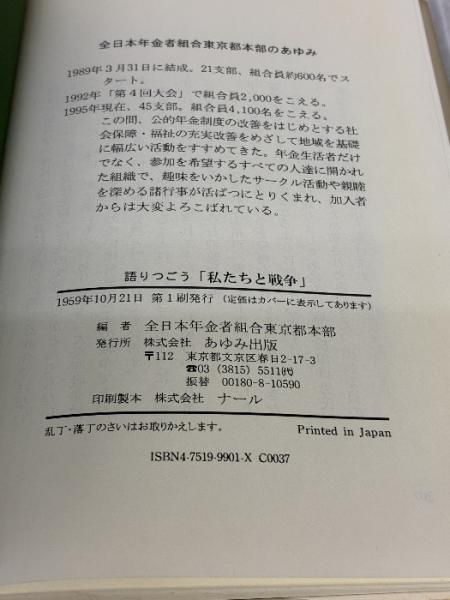 全日本年金者組合東京都本部のあゆみ
1989年3月31日に結成。21支部、組合員約600名でス
タート。
1992年「第4回大会」で組合員2,000をこえる。
1995年現在、45支部。組合員4,100名をこえる。
この間、公的年金制度の改善をはじめとする社
会保障・福祉の充実改善をめざして地域を基礎
に幅広い活動をすすめてきた。年金生活者だけ
でなく、参加を希望するすべての人達に開かれ
た組織で、趣味をいかしたサークル活動や親睦
を深める諸行事が活ぱつにとりくまれ、加入者
からは大変よろこばれている。
語りつごう「私たちと戦争」
1959年10月21日 第1刷発行 (定価はカバーに表示してあります)
編者 全日本年金者組合東京都本部
発行所 株式会社 あゆみ出版
〒112 東京都文京区春日2-17-3
☎03 (3815) 5511㈹
振替 00180-8-10590
印刷製本 株式会社 ナール
乱丁・落丁のさいはお取りかえします。 Printed in Japan
ISBN4-7519-9901-X C0037